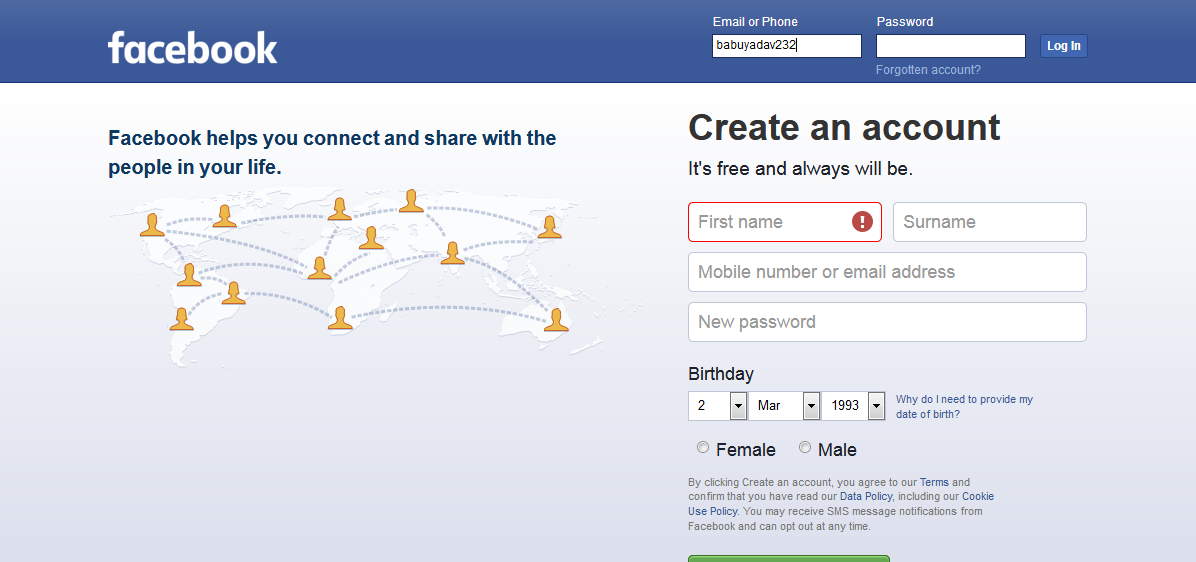 facebook
Email or Phone
Password
babuyadav232
Log In
Forgotten account?
Facebook helps you connect and share with the
people in your life.
Create an account
It's free and always will be.
First name
Surname
Mobile number or email address
New password
Birthday
2
Mar
1993
Why do I need to provide my
date of birth?
Female
Male
By clicking Create an account, you agree to our Terms and
confirm that you have read our Data Policy, including our Cookie
Use Policy. You may receive SMS message notifications from
Facebook and can opt out at any time.